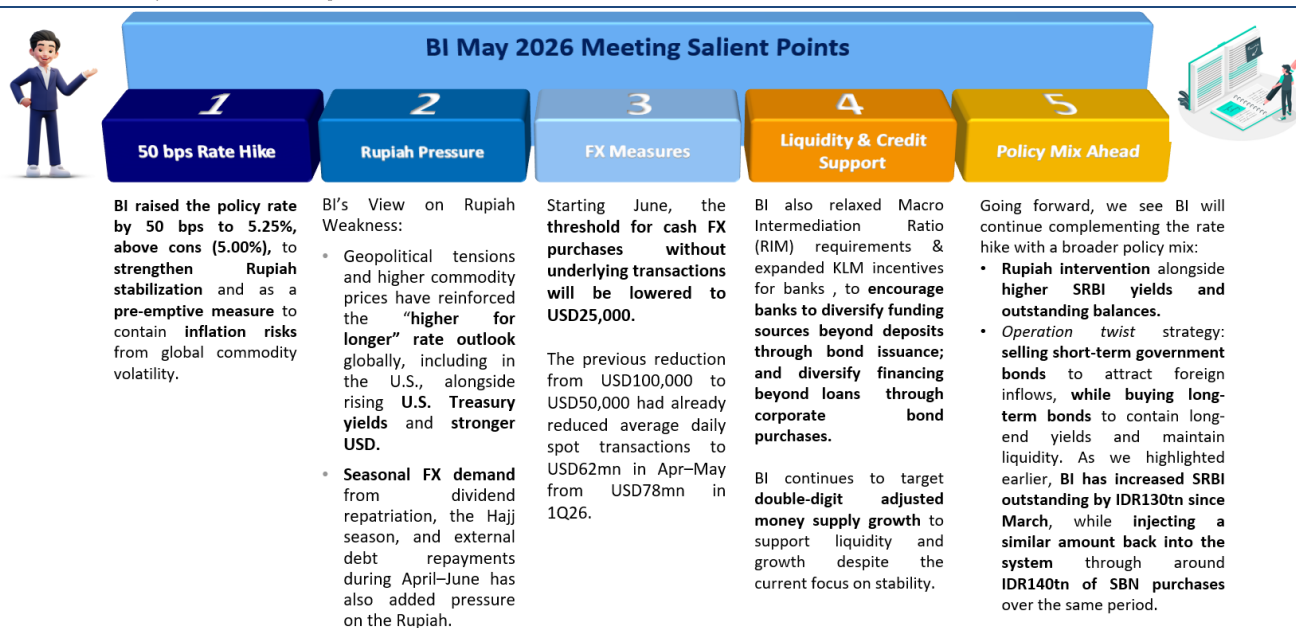 BI May 2026 Meeting Salient Points
1
50 bps Rate Hike
BI raised the policy rate
by 50 bps to 5.25%,
above cons (5.00%), to
strengthen Rupiah
stabilization and as a
pre-emptive measure to
contain inflation risks
from global commodity
volatility.
2
Rupiah Pressure
BI's View on Rupiah
Weakness:
• Geopolitical tensions
and higher commodity
prices have reinforced
the "higher for
longer" rate outlook
globally, including in
the U.S., alongside
rising U.S. Treasury
yields and stronger
USD.
• Seasonal FX demand
from dividend
repatriation, the Hajj
season, and external
debt repayments
during April–June has
also added pressure
on the Rupiah.
3
FX Measures
Starting June, the
threshold for cash FX
purchases without
underlying transactions
will be lowered to
USD25,000.
The previous reduction
from USD100,000 to
USD50,000 had already
reduced average daily
spot transactions to
USD62mn in Apr–May
from USD78mn in
1Q26.
4
Liquidity & Credit
Support
BI also relaxed Macro
Intermediation Ratio
(RIM) requirements &
expanded KLM incentives
for banks , to encourage
banks to diversify funding
sources beyond deposits
through bond issuance;
and diversify financing
beyond loans through
corporate bond
purchases.
BI continues to target
double-digit adjusted
money supply growth to
support liquidity and
growth despite the
current focus on stability.
5
Policy Mix Ahead
Going forward, we see BI will
continue complementing the rate
hike with a broader policy mix:
• Rupiah intervention alongside
higher SRBI yields and
outstanding balances.
• Operation twist strategy:
selling short-term government
bonds to attract foreign
inflows, while buying long-
term bonds to contain long-
end yields and maintain
liquidity. As we highlighted
earlier, BI has increased SRBI
outstanding by IDR130tn since
March, while injecting a
similar amount back into the
system through around
IDR140tn of SBN purchases
over the same period.